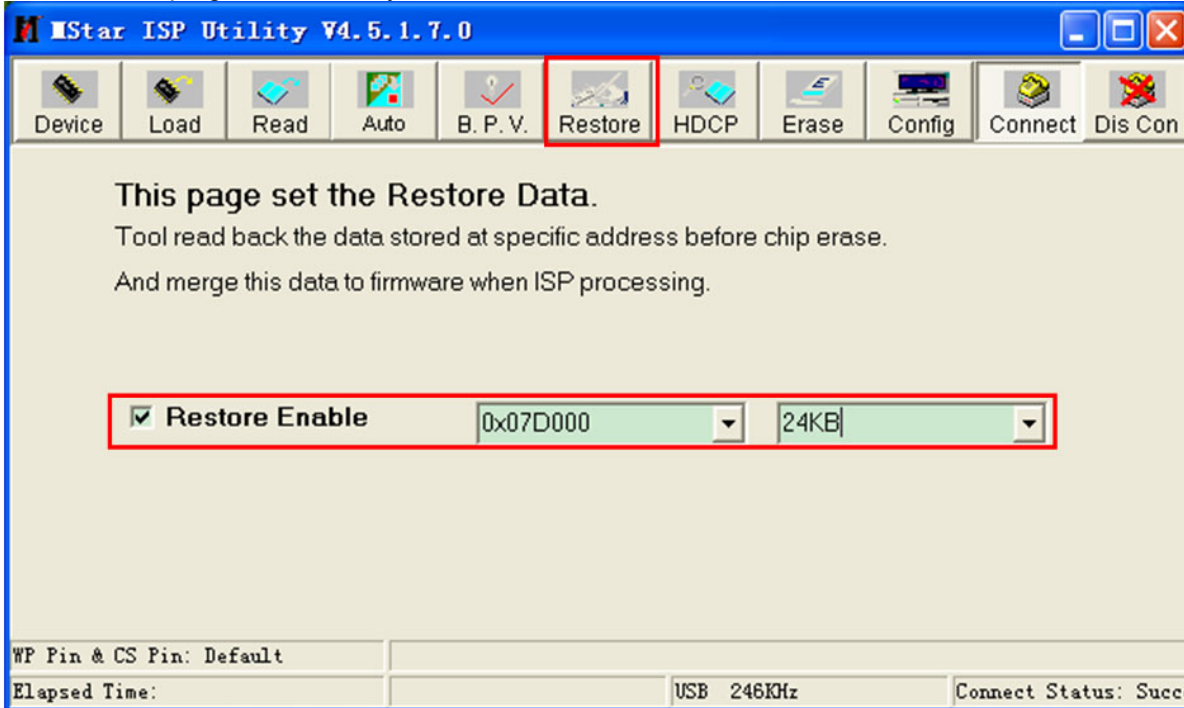 MStar ISP Utility V4.5.1.7.0
Device Load Read Auto B.P.V. Restore HDCP Erase Config Connect Dis Con
This page set the Restore Data.
Tool read back the data stored at specific address before chip erase.
And merge this data to firmware when ISP processing.
Restore Enable 0x07D000 24KB
WP Pin & CS Pin: Default
Elapsed Time: USB 246KHz Connect Status: Succ